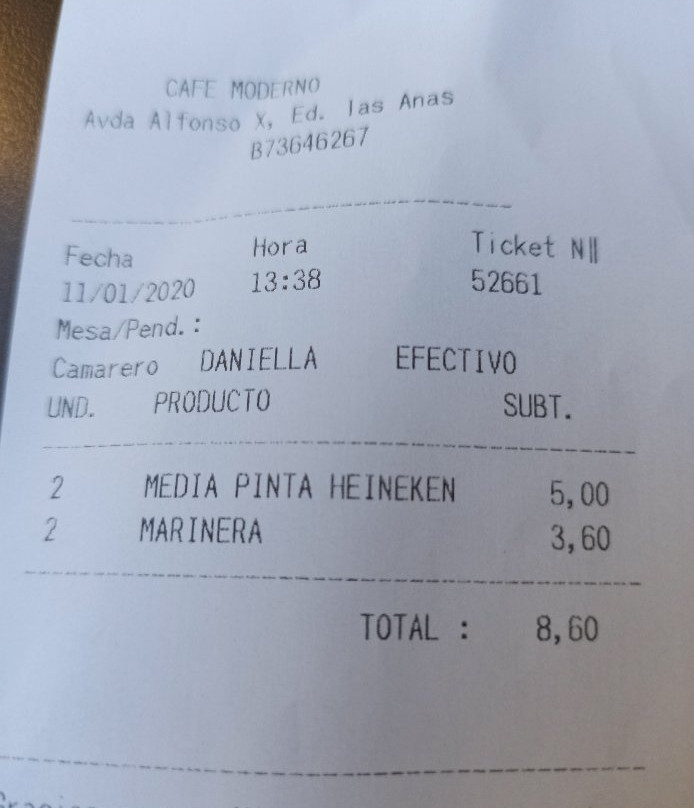 CAFE MODERNO
Avda Alfonso X, Ed. las Anas
B73646267
Fecha Hora Ticket N
11/01/2020 13:38 52661
Mesa/Pend.:
Camarero DANIELLA EFECTIVO
UND. PRODUCTO SUBT.
2 MEDIA PINTA HEINEKEN 5,00
2 MARINERA 3,60
TOTAL : 8,60